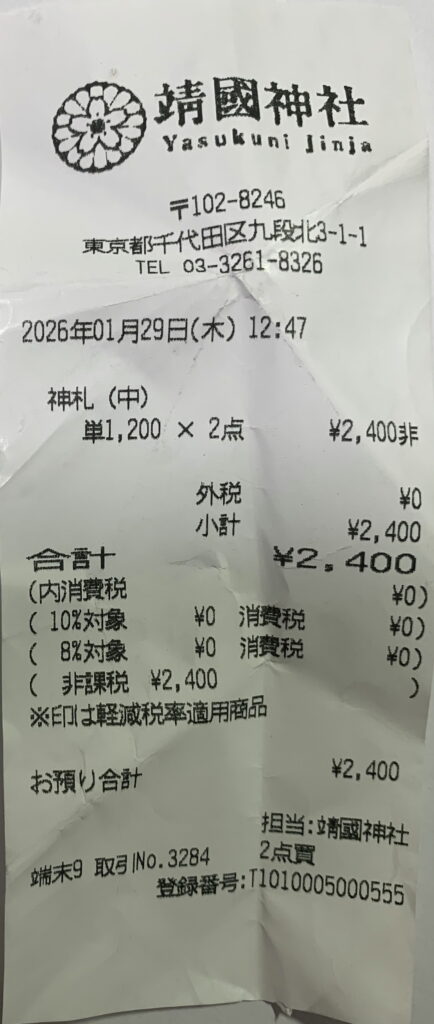 靖國神社
Yasukuni Jinja
〒102-8246
東京都千代田区九段北3-1-1
TEL 03-3261-8326
2026年01月29日(木) 12:47
神札（中）
単1,200 × 2点 ¥2,400非
外税 ¥0
小計 ¥2,400
合計 ¥2,400
(内消費税 ¥0)
( 10%対象 ¥0 消費税 ¥0)
( 8%対象 ¥0 消費税 ¥0)
( 非課税 ¥2,400 )
※印は軽減税率適用商品
お預り合計 ¥2,400
担当:靖國神社
端末9 取引No.3284 2点買
登録番号:T1010005000555